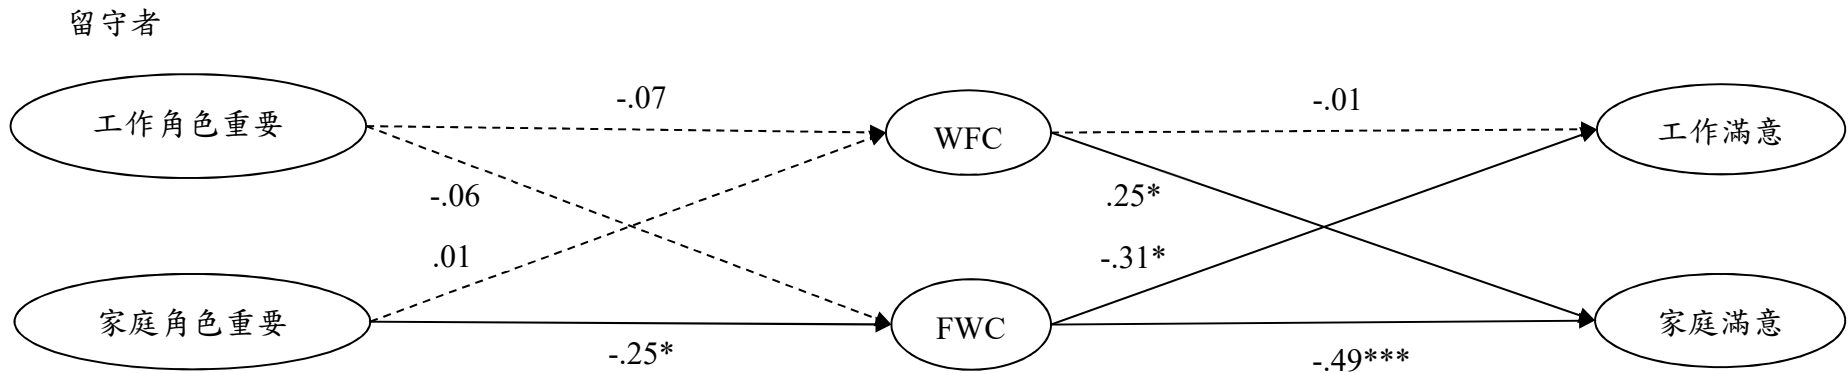 留守者
工作角色重要
-.07
WFC
-.01
工作滿意
-.06
.25*
.01
-.31*
家庭角色重要
-.25*
FWC
-.49***
家庭滿意